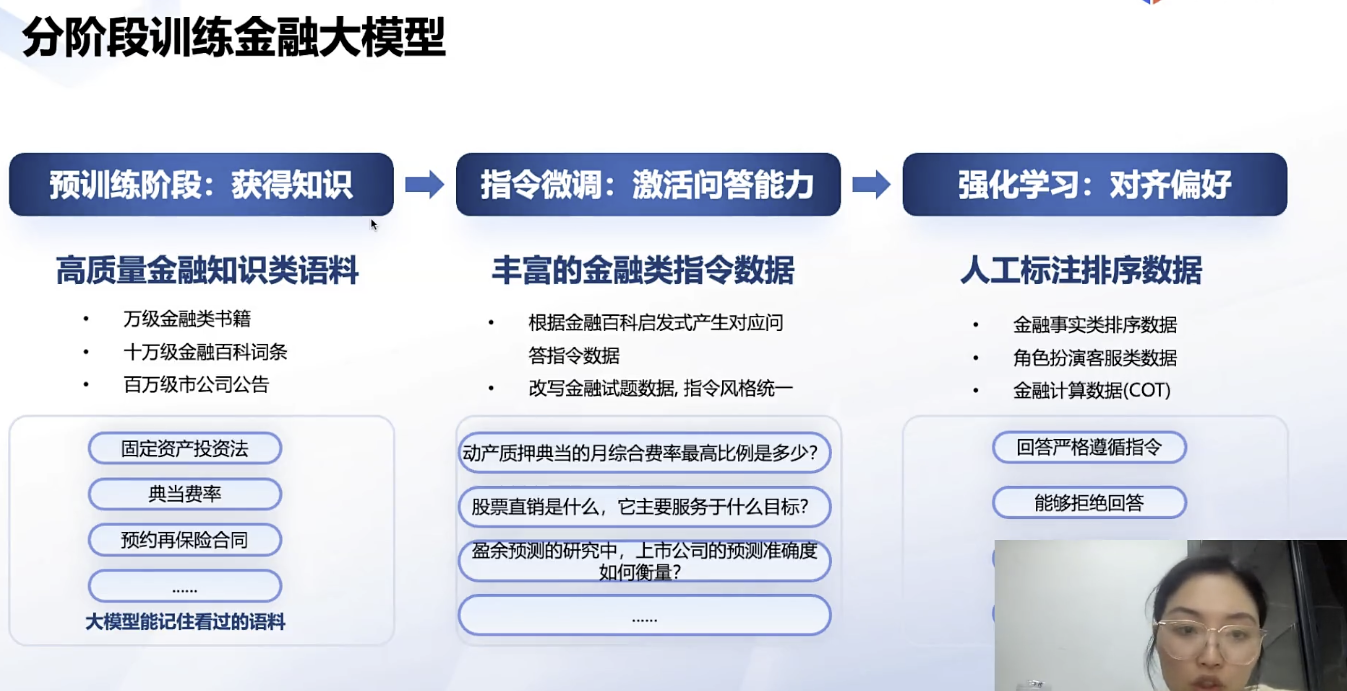 分阶段训练金融大模型
预训练阶段：获得知识
指令微调：激活问答能力
强化学习：对齐偏好
高质量金融知识类语料
• 万级金融类书籍
• 十万级金融百科词条
• 百万级市公司公告
固定资产投资法
典当费率
预约再保险合同
......
大模型能记住看过的语料
丰富的金融类指令数据
• 根据金融百科启发式产生对应问
答指令数据
• 改写金融试题数据, 指令风格统一
动产质押典当的月综合费率最高比例是多少？
股票直销是什么，它主要服务于什么目标？
盈余预测的研究中，上市公司的预测准确度
如何衡量？
......
人工标注排序数据
• 金融事实类排序数据
• 角色扮演客服类数据
• 金融计算数据(COT)
回答严格遵循指令
能够拒绝回答